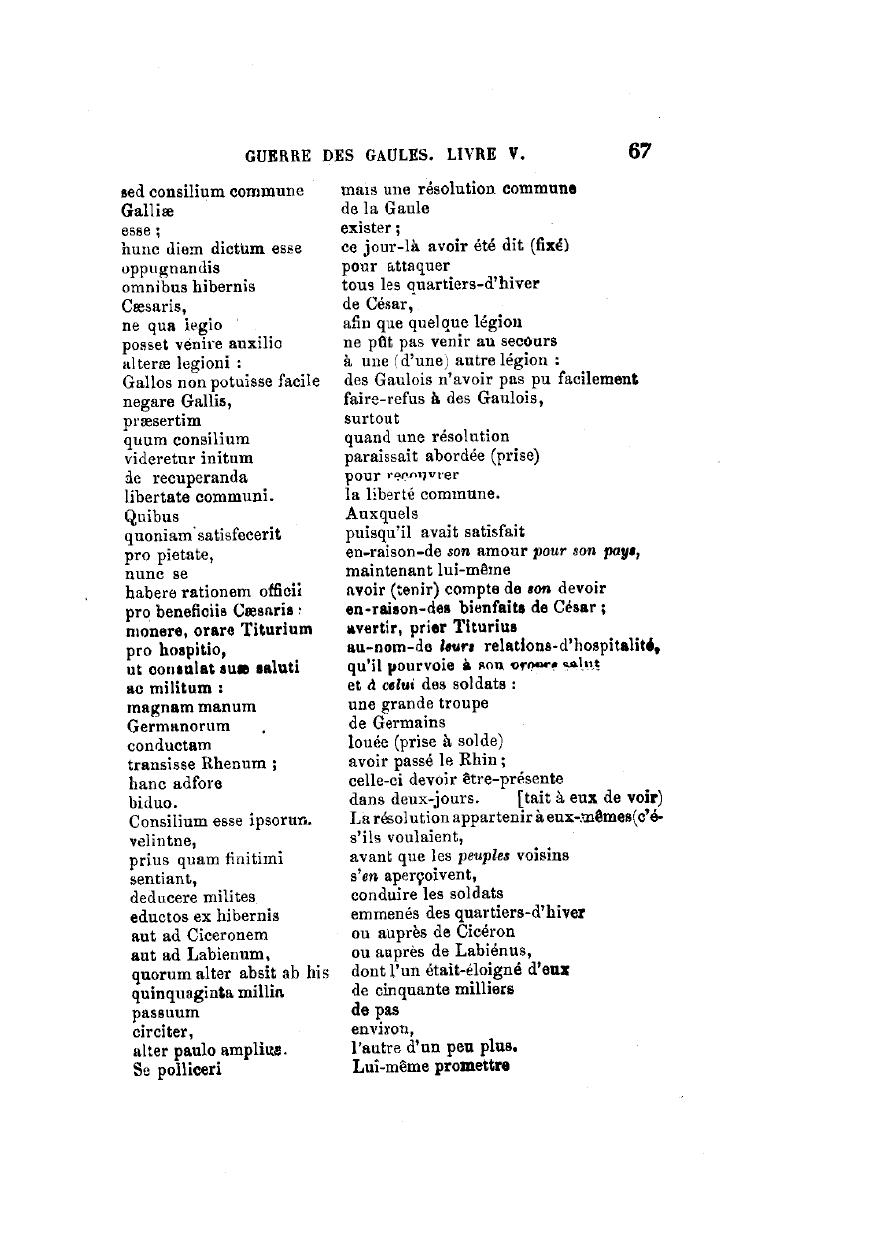 GUERRE DES GAULES. LIVRE V. 67
sed consilium commune mais une résolution commune
Galliæ de la Gaule
esse ; exister ;
hunc diem dictum esse ce jour-là avoir été dit (fixé)
oppugnandis pour attaquer
omnibus hibernis tous les quartiers-d'hiver
Cæsaris, de César,
ne qua legio afin que quelque légion
posset venire auxilio ne pût pas venir au secours
alteræ legioni : à une (d'une) autre légion :
Gallos non potuisse facile des Gaulois n'avoir pas pu facilement
negare Gallis, faire-refus à des Gaulois,
præsertim surtout
quum consilium quand une résolution
videretur initum paraissait abordée (prise)
de recuperanda pour recouvrer
libertate communi. la liberté commune.
Quibus Auxquels
quoniam satisfecerit puisqu'il avait satisfait
pro pietate, en-raison-de son amour pour son pays,
nunc se maintenant lui-même
habere rationem officii avoir (tenir) compte de son devoir
pro beneficiis Cæsaris : en-raison-des bienfaits de César ;
monere, orare Titurium avertir, prier Titurius
pro hospitio, au-nom-de leurs relations-d'hospitalité,
ut consulat suæ saluti qu'il pourvoie à son propre salut
ac militum : et à celui des soldats :
magnam manum une grande troupe
Germanorum de Germains
conductam louée (prise à solde)
transisse Rhenum ; avoir passé le Rhin ;
hanc adfore celle-ci devoir être-présente
biduo. dans deux-jours. [tait à eux de voir)
Consilium esse ipsorum. La résolution appartenir à eux-mêmes (c'é-
velintne, s'ils voulaient,
prius quam finitimi avant que les peuples voisins
sentiant, s'en aperçoivent,
deducere milites conduire les soldats
eductos ex hibernis emmenés des quartiers-d'hiver
aut ad Ciceronem ou auprès de Cicéron
aut ad Labienum, ou auprès de Labiénus,
quorum alter absit ab his dont l'un était-éloigné d'eux
quinquaginta millia de cinquante milliers
passuum de pas
circiter, environ,
alter paulo amplius. l'autre d'un peu plus.
Se polliceri Lui-même promettre